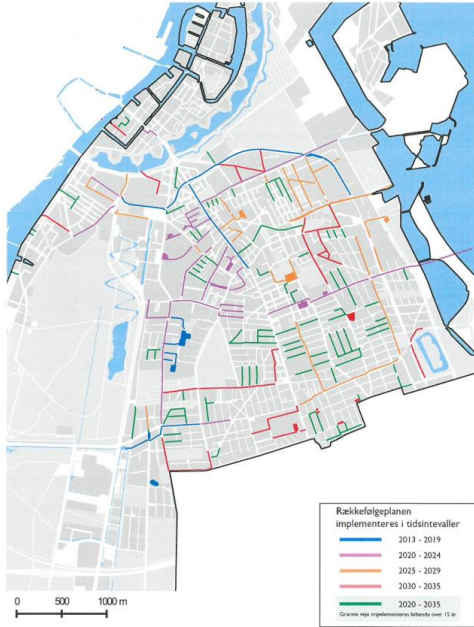 Rækkefølgeplanen
implementeres i tidsintevaller
2013 - 2019
2020 - 2024
2025 - 2029
2030 - 2035
2020 - 2035
Grønne veje implementeres løbende over 15 år
0 500 1000 m